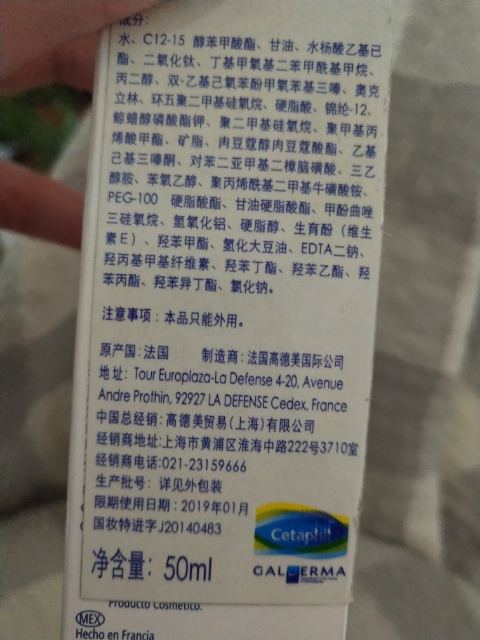 成分:
水、C12-15 醇苯甲酸酯、甘油、水杨酸乙基己
酯、二氧化钛、丁基甲氧基二苯甲酰基甲烷、
丙二醇、双-乙基己氧苯酚甲氧苯基三嗪、奥克
立林、环五聚二甲基硅氧烷、硬脂酸、锦纶-12、
鲸蜡醇磷酸酯钾、聚二甲基硅氧烷、聚甲基丙
烯酸甲酯、矿脂、肉豆蔻醇肉豆蔻酸酯、乙基
己基三嗪酮、对苯二亚甲基二樟脑磺酸、三乙
醇胺、苯氧乙醇、聚丙烯酰基二甲基牛磺酸铵、
PEG-100 硬脂酸酯、甘油硬脂酸酯、甲酚曲唑
三硅氧烷、氢氧化铝、硬脂醇、生育酚（维生
素E）、羟苯甲酯、氢化大豆油、EDTA二钠、
羟丙基甲基纤维素、羟苯丁酯、羟苯乙酯、羟
苯丙酯、羟苯异丁酯、氯化钠。
注意事项：本品只能外用。
原产国：法国 制造商：法国高德美国际公司
地址：Tour Europlaza-La Defense 4-20, Avenue
Andre Prothin, 92927 LA DEFENSE Cedex, France
中国总经销：高德美贸易(上海)有限公司
经销商地址:上海市黄浦区淮海中路222号3710室
经销商电话:021-23159666
生产批号：详见外包装
限期使用日期：2019年01月
国妆特进字J20140483
Cetaphil
GALDERMA
净含量：50ml
Producto Cosmético.
MEX
Hecho en Francia